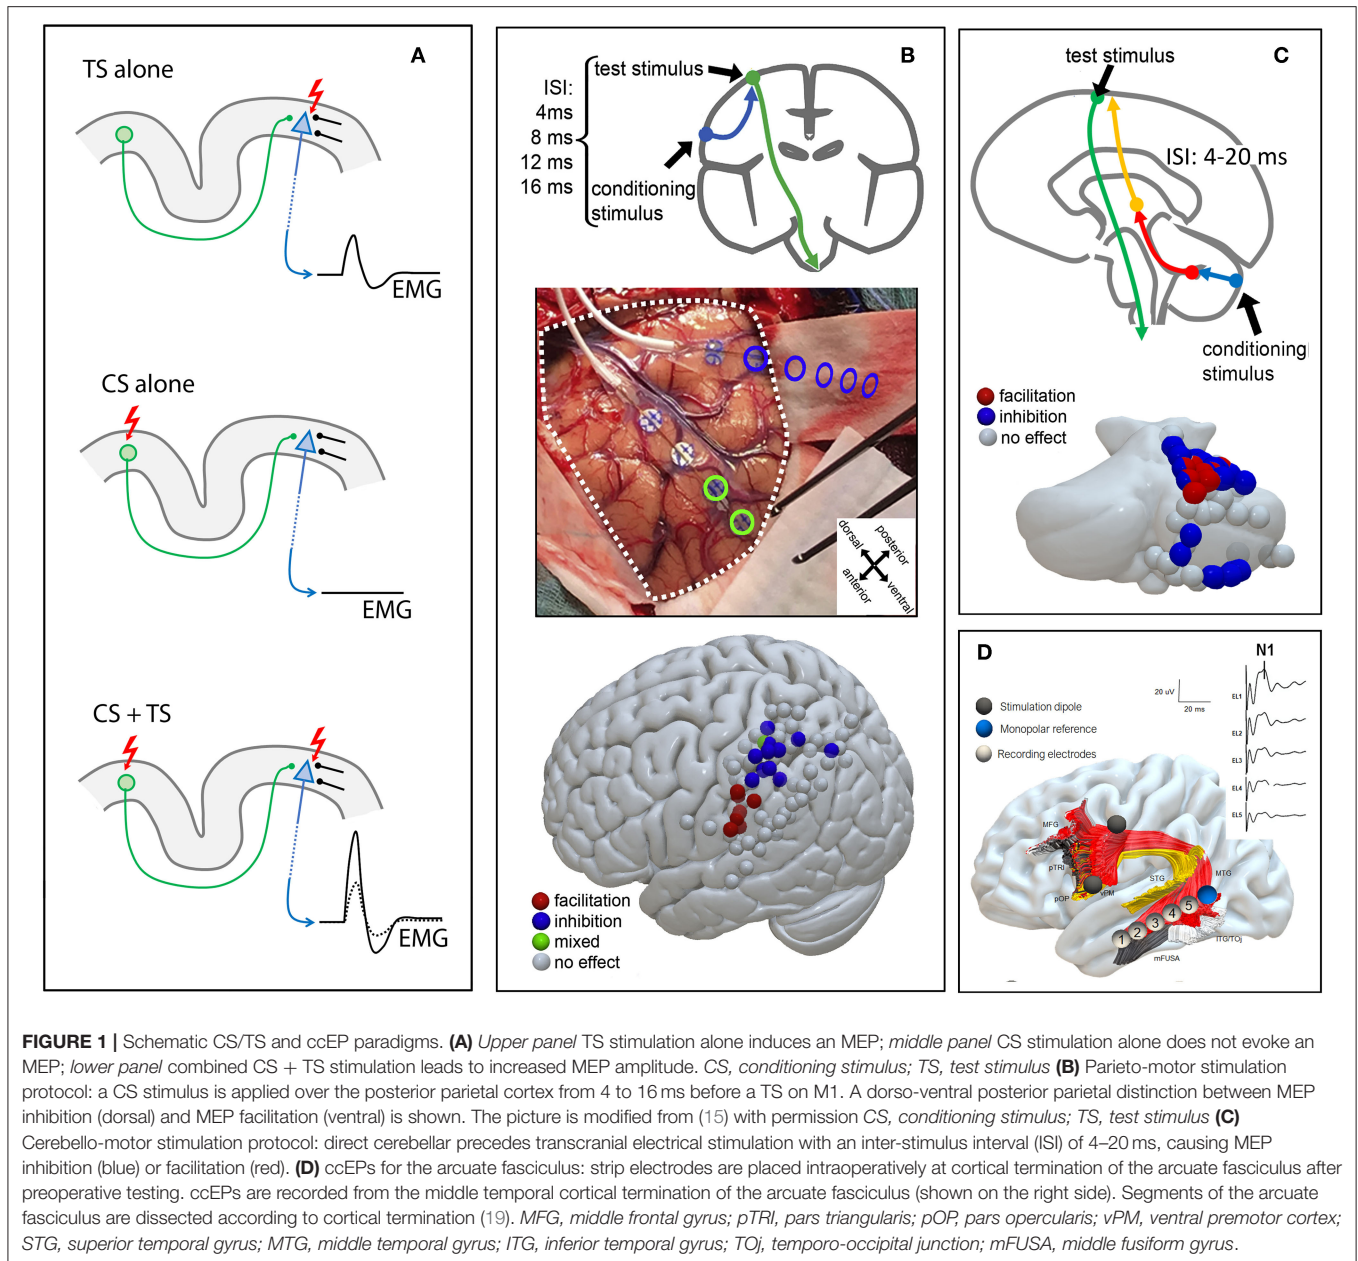 A
TS alone
EMG
CS alone
EMG
CS + TS
EMG
B
test stimulus
ISI:
4ms
8 ms
12 ms
16 ms
conditioning
stimulus
dorsal
posterior
anterior
ventral
facilitation
inhibition
mixed
no effect
C
test stimulus
ISI: 4-20 ms
conditioning
stimulus
facilitation
inhibition
no effect
D
N1
20 uV
20 ms
EL1
EL2
EL3
EL4
EL5
Stimulation dipole
Monopolar reference
Recording electrodes
MFG
pTRI
pOP
vPM
STG
MTG
ITG/TOj
mFUSA
1 2 3 4 5
FIGURE 1 | Schematic CS/TS and ccEP paradigms. (A) Upper panel TS stimulation alone induces an MEP; middle panel CS stimulation alone does not evoke an
MEP; lower panel combined CS + TS stimulation leads to increased MEP amplitude. CS, conditioning stimulus; TS, test stimulus (B) Parieto-motor stimulation
protocol: a CS stimulus is applied over the posterior parietal cortex from 4 to 16 ms before a TS on M1. A dorso-ventral posterior parietal distinction between MEP
inhibition (dorsal) and MEP facilitation (ventral) is shown. The picture is modified from (15) with permission CS, conditioning stimulus; TS, test stimulus (C)
Cerebello-motor stimulation protocol: direct cerebellar precedes transcranial electrical stimulation with an inter-stimulus interval (ISI) of 4–20 ms, causing MEP
inhibition (blue) or facilitation (red). (D) ccEPs for the arcuate fasciculus: strip electrodes are placed intraoperatively at cortical termination of the arcuate fasciculus after
preoperative testing. ccEPs are recorded from the middle temporal cortical termination of the arcuate fasciculus (shown on the right side). Segments of the arcuate
fasciculus are dissected according to cortical termination (19). MFG, middle frontal gyrus; pTRI, pars triangularis; pOP, pars opercularis; vPM, ventral premotor cortex;
STG, superior temporal gyrus; MTG, middle temporal gyrus; ITG, inferior temporal gyrus; TOj, temporo-occipital junction; mFUSA, middle fusiform gyrus.